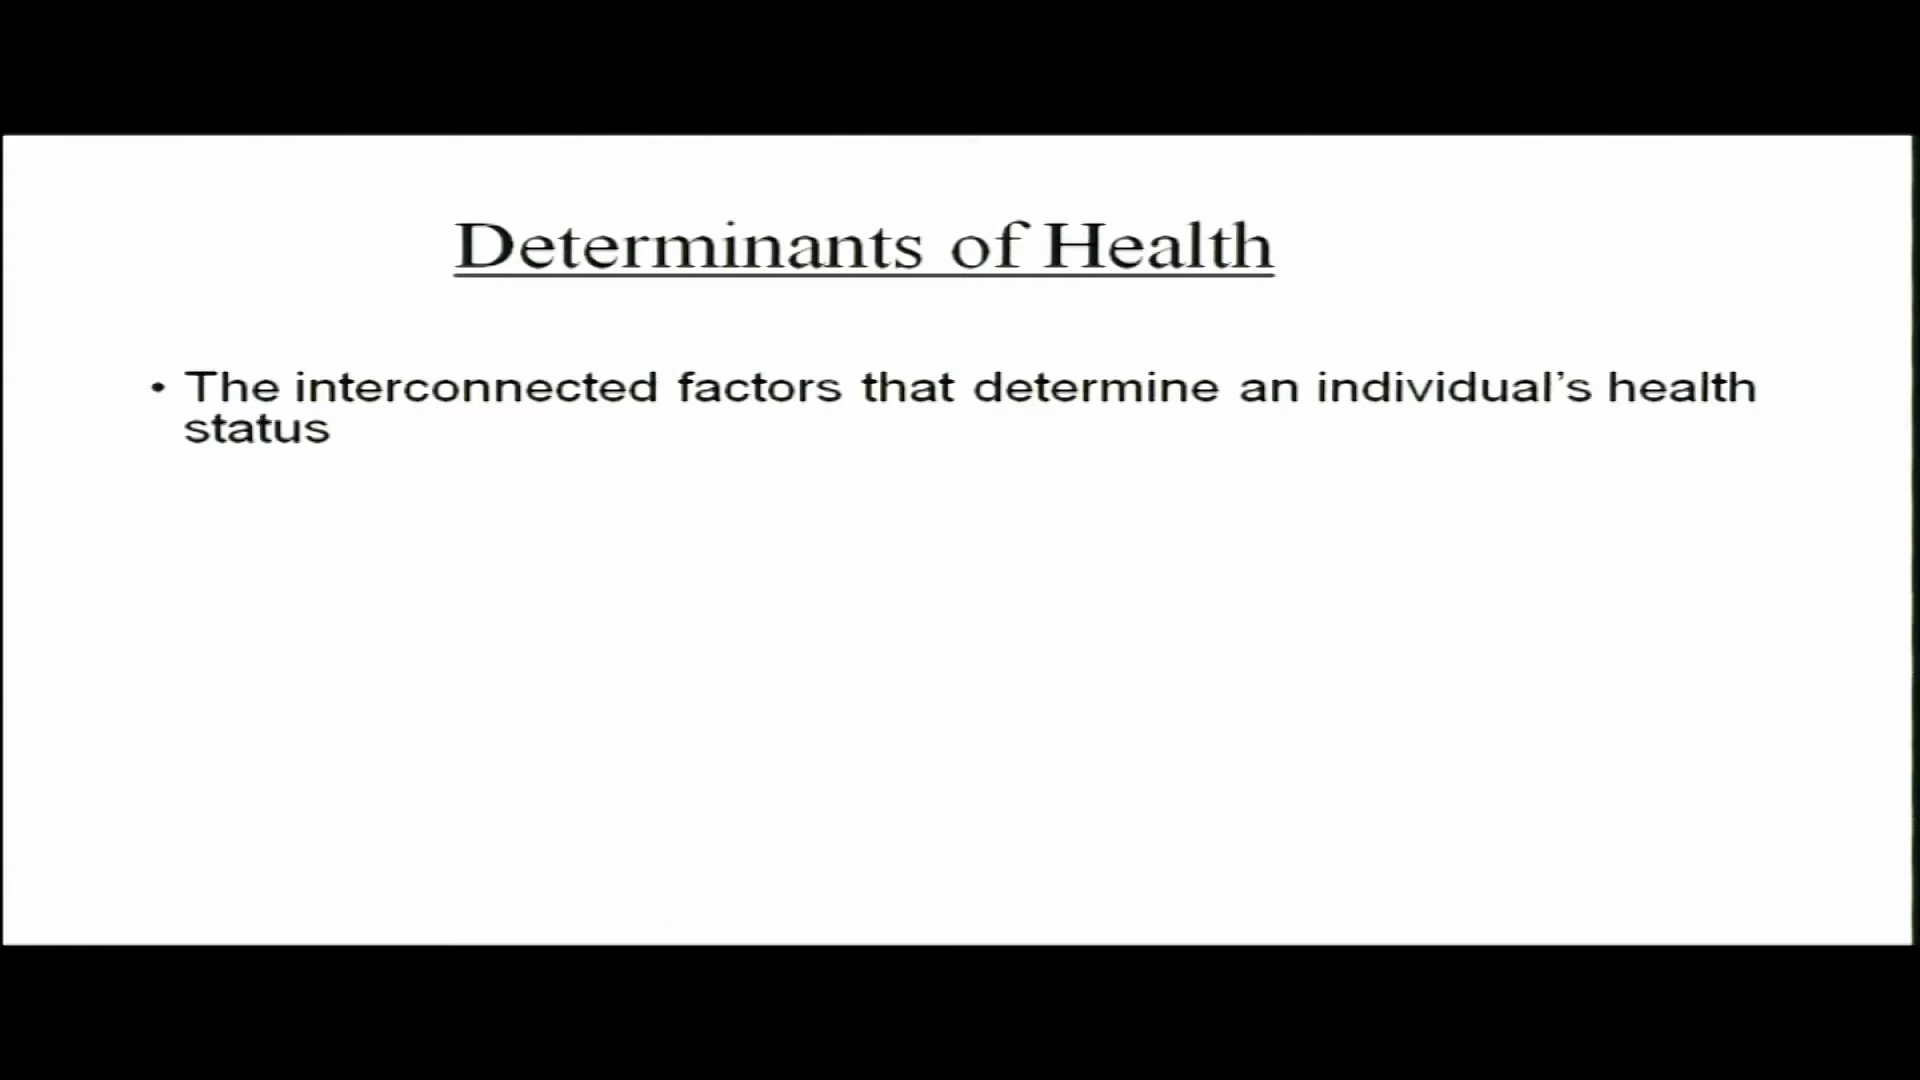 Determinants of Health
• The interconnected factors that determine an individual’s health
status